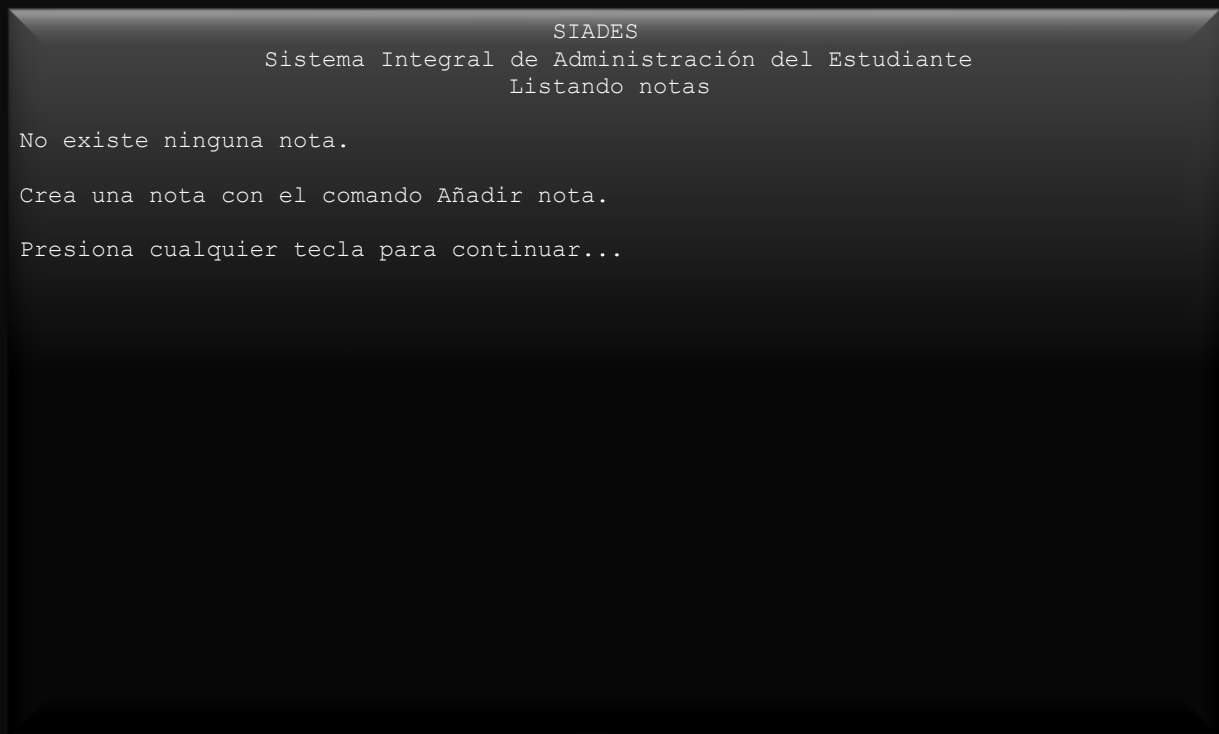 SIADES
Sistema Integral de Administración del Estudiante
Listando notas
No existe ninguna nota.
Crea una nota con el comando Añadir nota.
Presiona cualquier tecla para continuar...